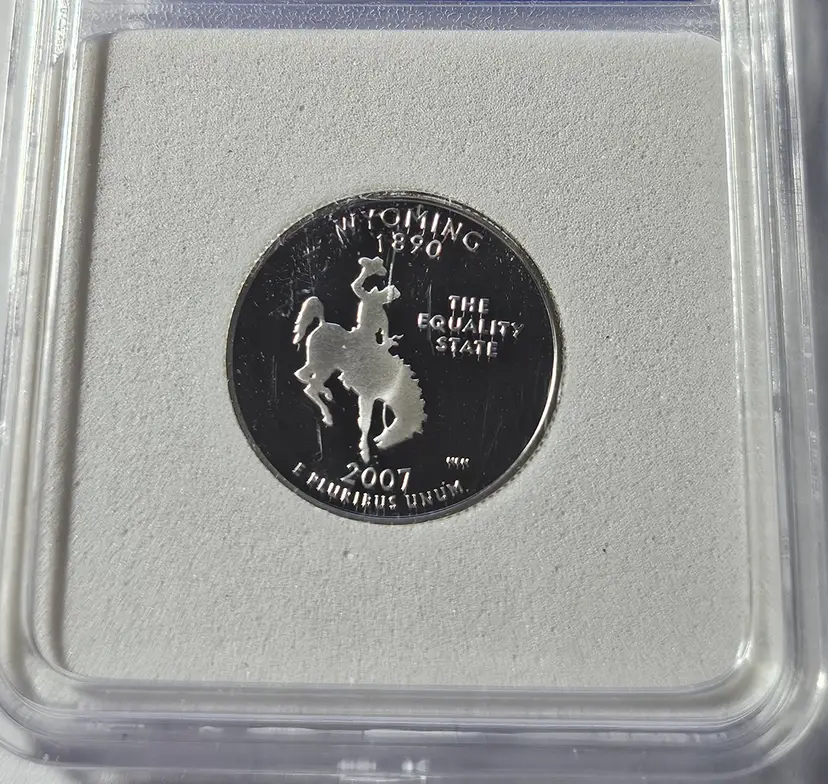 WYOMING
1890
THE
EQUALITY
STATE
2007
E PLURIBUS UNUM